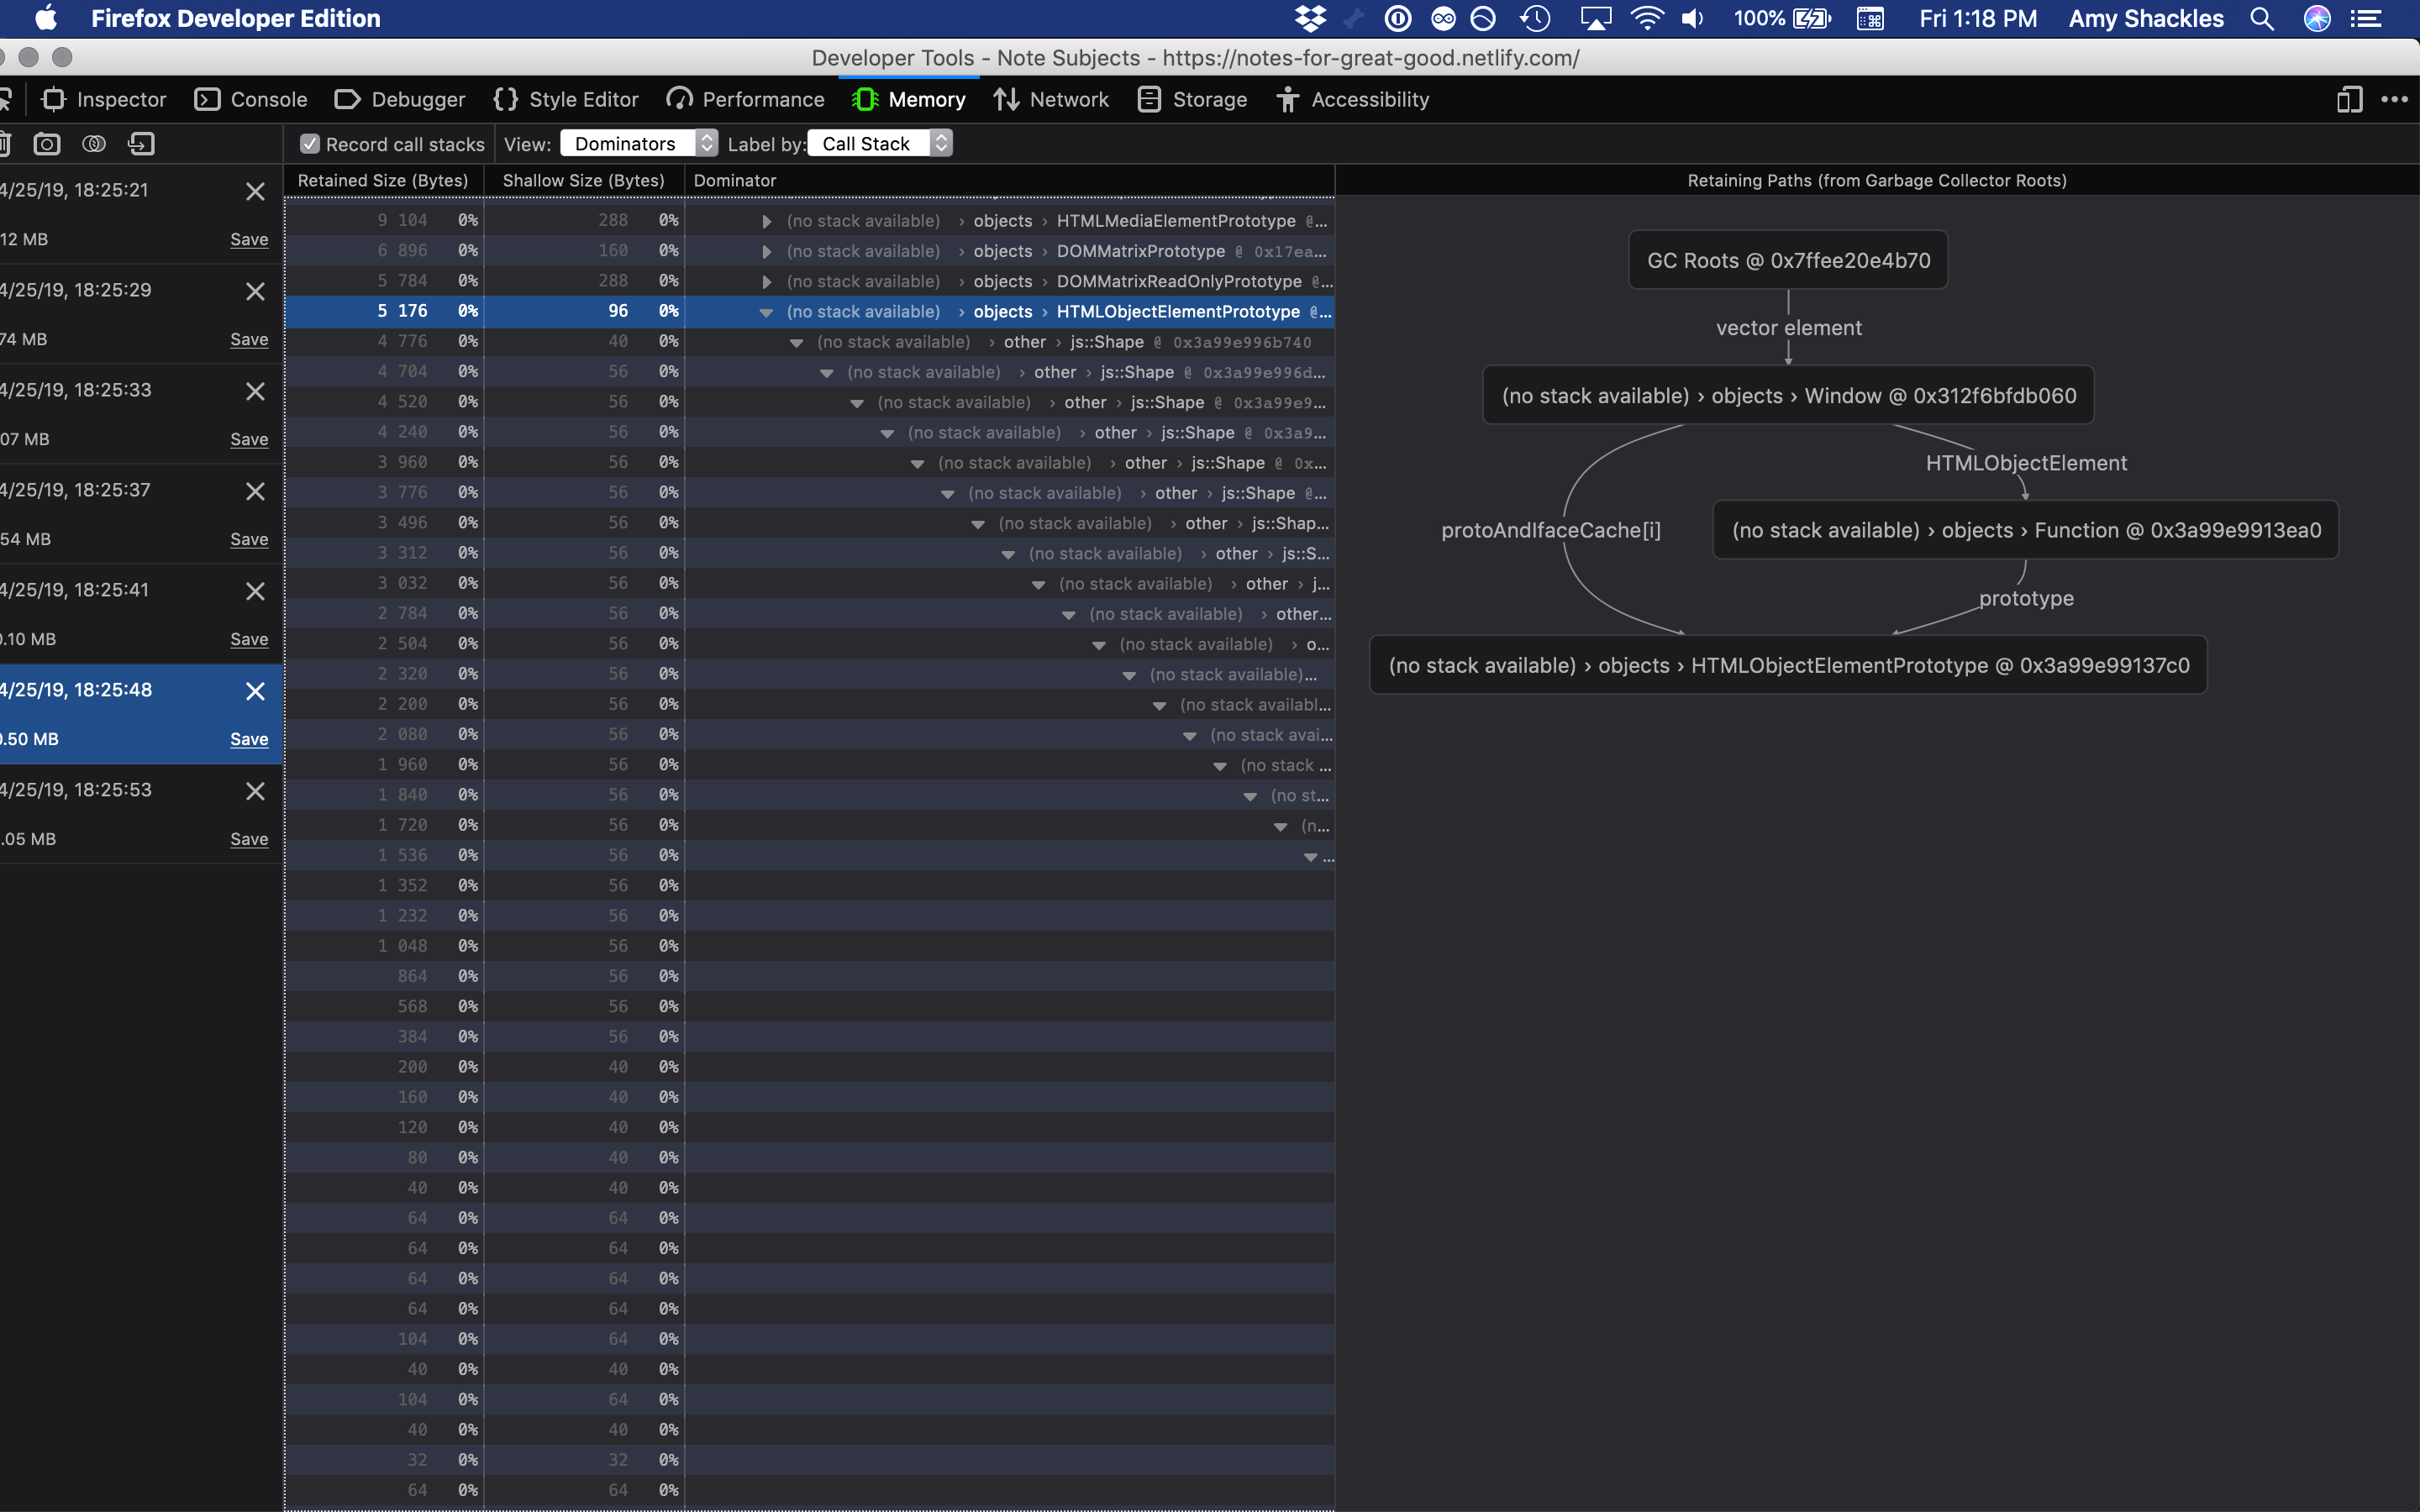 Firefox Developer Edition 100% Fri 1:18 PM Amy Shackles
Developer Tools - Note Subjects - https://notes-for-great-good.netlify.com/
Inspector Console Debugger {} Style Editor Performance Memory Network Storage Accessibility
Record call stacks View: Dominators Label by: Call Stack
Retained Size (Bytes) Shallow Size (Bytes) Dominator Retaining Paths (from Garbage Collector Roots)
4/25/19, 18:25:21
12 MB Save
4/25/19, 18:25:29
74 MB Save
4/25/19, 18:25:33
07 MB Save
4/25/19, 18:25:37
54 MB Save
4/25/19, 18:25:41
0.10 MB Save
4/25/19, 18:25:48
0.50 MB Save
4/25/19, 18:25:53
.05 MB Save
9 104 0% 288 0% (no stack available) › objects › HTMLMediaElementPrototype @...
6 896 0% 160 0% (no stack available) › objects › DOMMatrixPrototype @ 0x17ea...
5 784 0% 288 0% (no stack available) › objects › DOMMatrixReadOnlyPrototype @...
5 176 0% 96 0% (no stack available) › objects › HTMLObjectElementPrototype @...
4 776 0% 40 0% (no stack available) › other › js::Shape @ 0x3a99e996b740
4 704 0% 56 0% (no stack available) › other › js::Shape @ 0x3a99e996d...
4 520 0% 56 0% (no stack available) › other › js::Shape @ 0x3a99e9...
4 240 0% 56 0% (no stack available) › other › js::Shape @ 0x3a9...
3 960 0% 56 0% (no stack available) › other › js::Shape @ 0x...
3 776 0% 56 0% (no stack available) › other › js::Shape @...
3 496 0% 56 0% (no stack available) › other › js::Shap...
3 312 0% 56 0% (no stack available) › other › js::S...
3 032 0% 56 0% (no stack available) › other › j...
2 784 0% 56 0% (no stack available) › other...
2 504 0% 56 0% (no stack available) › o...
2 320 0% 56 0% (no stack available)...
2 200 0% 56 0% (no stack availabl...
2 080 0% 56 0% (no stack avai...
1 960 0% 56 0% (no stack ...
1 840 0% 56 0% (no st...
1 720 0% 56 0% (n...
1 536 0% 56 0% ...
1 352 0% 56 0%
1 232 0% 56 0%
1 048 0% 56 0%
864 0% 56 0%
568 0% 56 0%
384 0% 56 0%
200 0% 40 0%
160 0% 40 0%
120 0% 40 0%
80 0% 40 0%
40 0% 40 0%
64 0% 64 0%
64 0% 64 0%
64 0% 64 0%
64 0% 64 0%
104 0% 64 0%
40 0% 40 0%
104 0% 64 0%
40 0% 40 0%
32 0% 32 0%
64 0% 64 0%
GC Roots @ 0x7ffee20e4b70
vector element
(no stack available) › objects › Window @ 0x312f6bfdb060
HTMLObjectElement
protoAndIfaceCache[i]
(no stack available) › objects › Function @ 0x3a99e9913ea0
prototype
(no stack available) › objects › HTMLObjectElementPrototype @ 0x3a99e99137c0